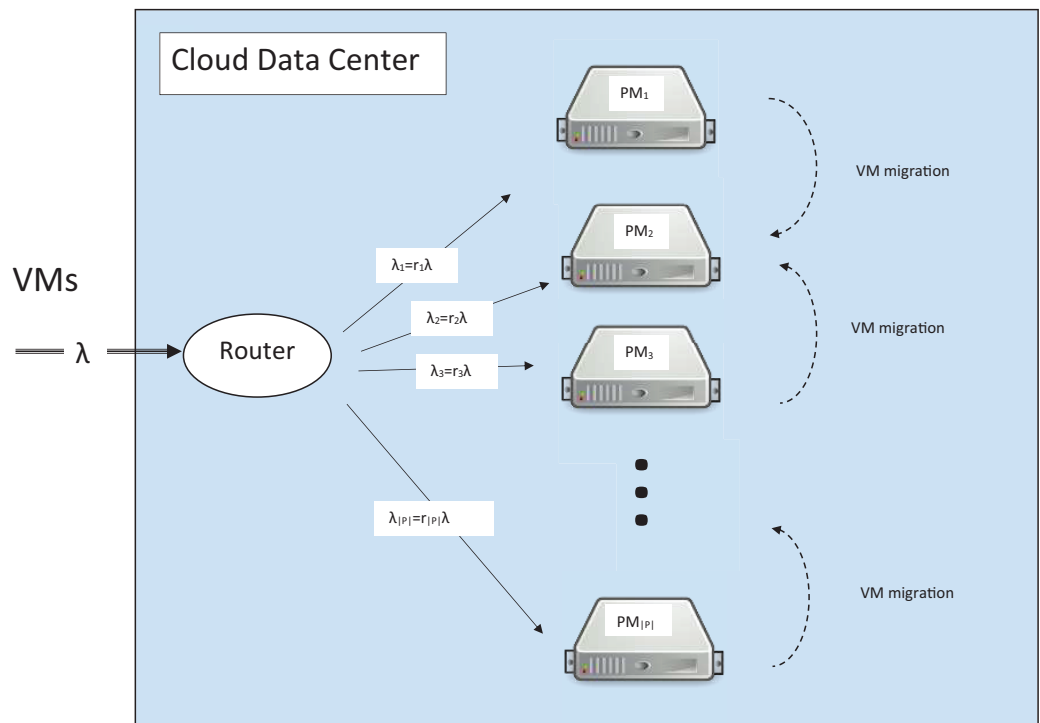 Cloud Data Center
PM₁
VM migration
PM₂
λ₁=r₁λ
VMs
λ₂=r₂λ
VM migration
λ
Router
PM₃
λ₃=r₃λ
λ|P|=r|P|λ
VM migration
PM|P|